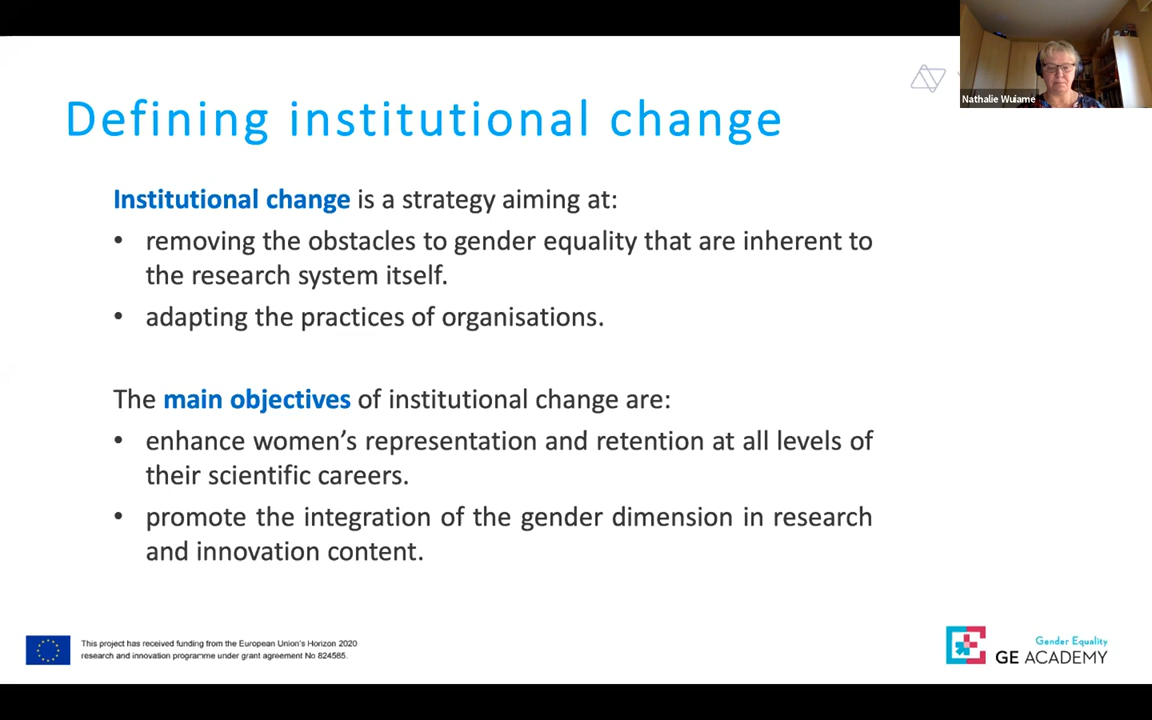 Defining institutional change
Nathalie Wuiame
Institutional change is a strategy aiming at:
• removing the obstacles to gender equality that are inherent to
the research system itself.
• adapting the practices of organisations.
The main objectives of institutional change are:
• enhance women's representation and retention at all levels of
their scientific careers.
• promote the integration of the gender dimension in research
and innovation content.
This project has received funding from the European Union's Horizon 2020
research and innovation programme under grant agreement No 824585.
Gender Equality
GE ACADEMY